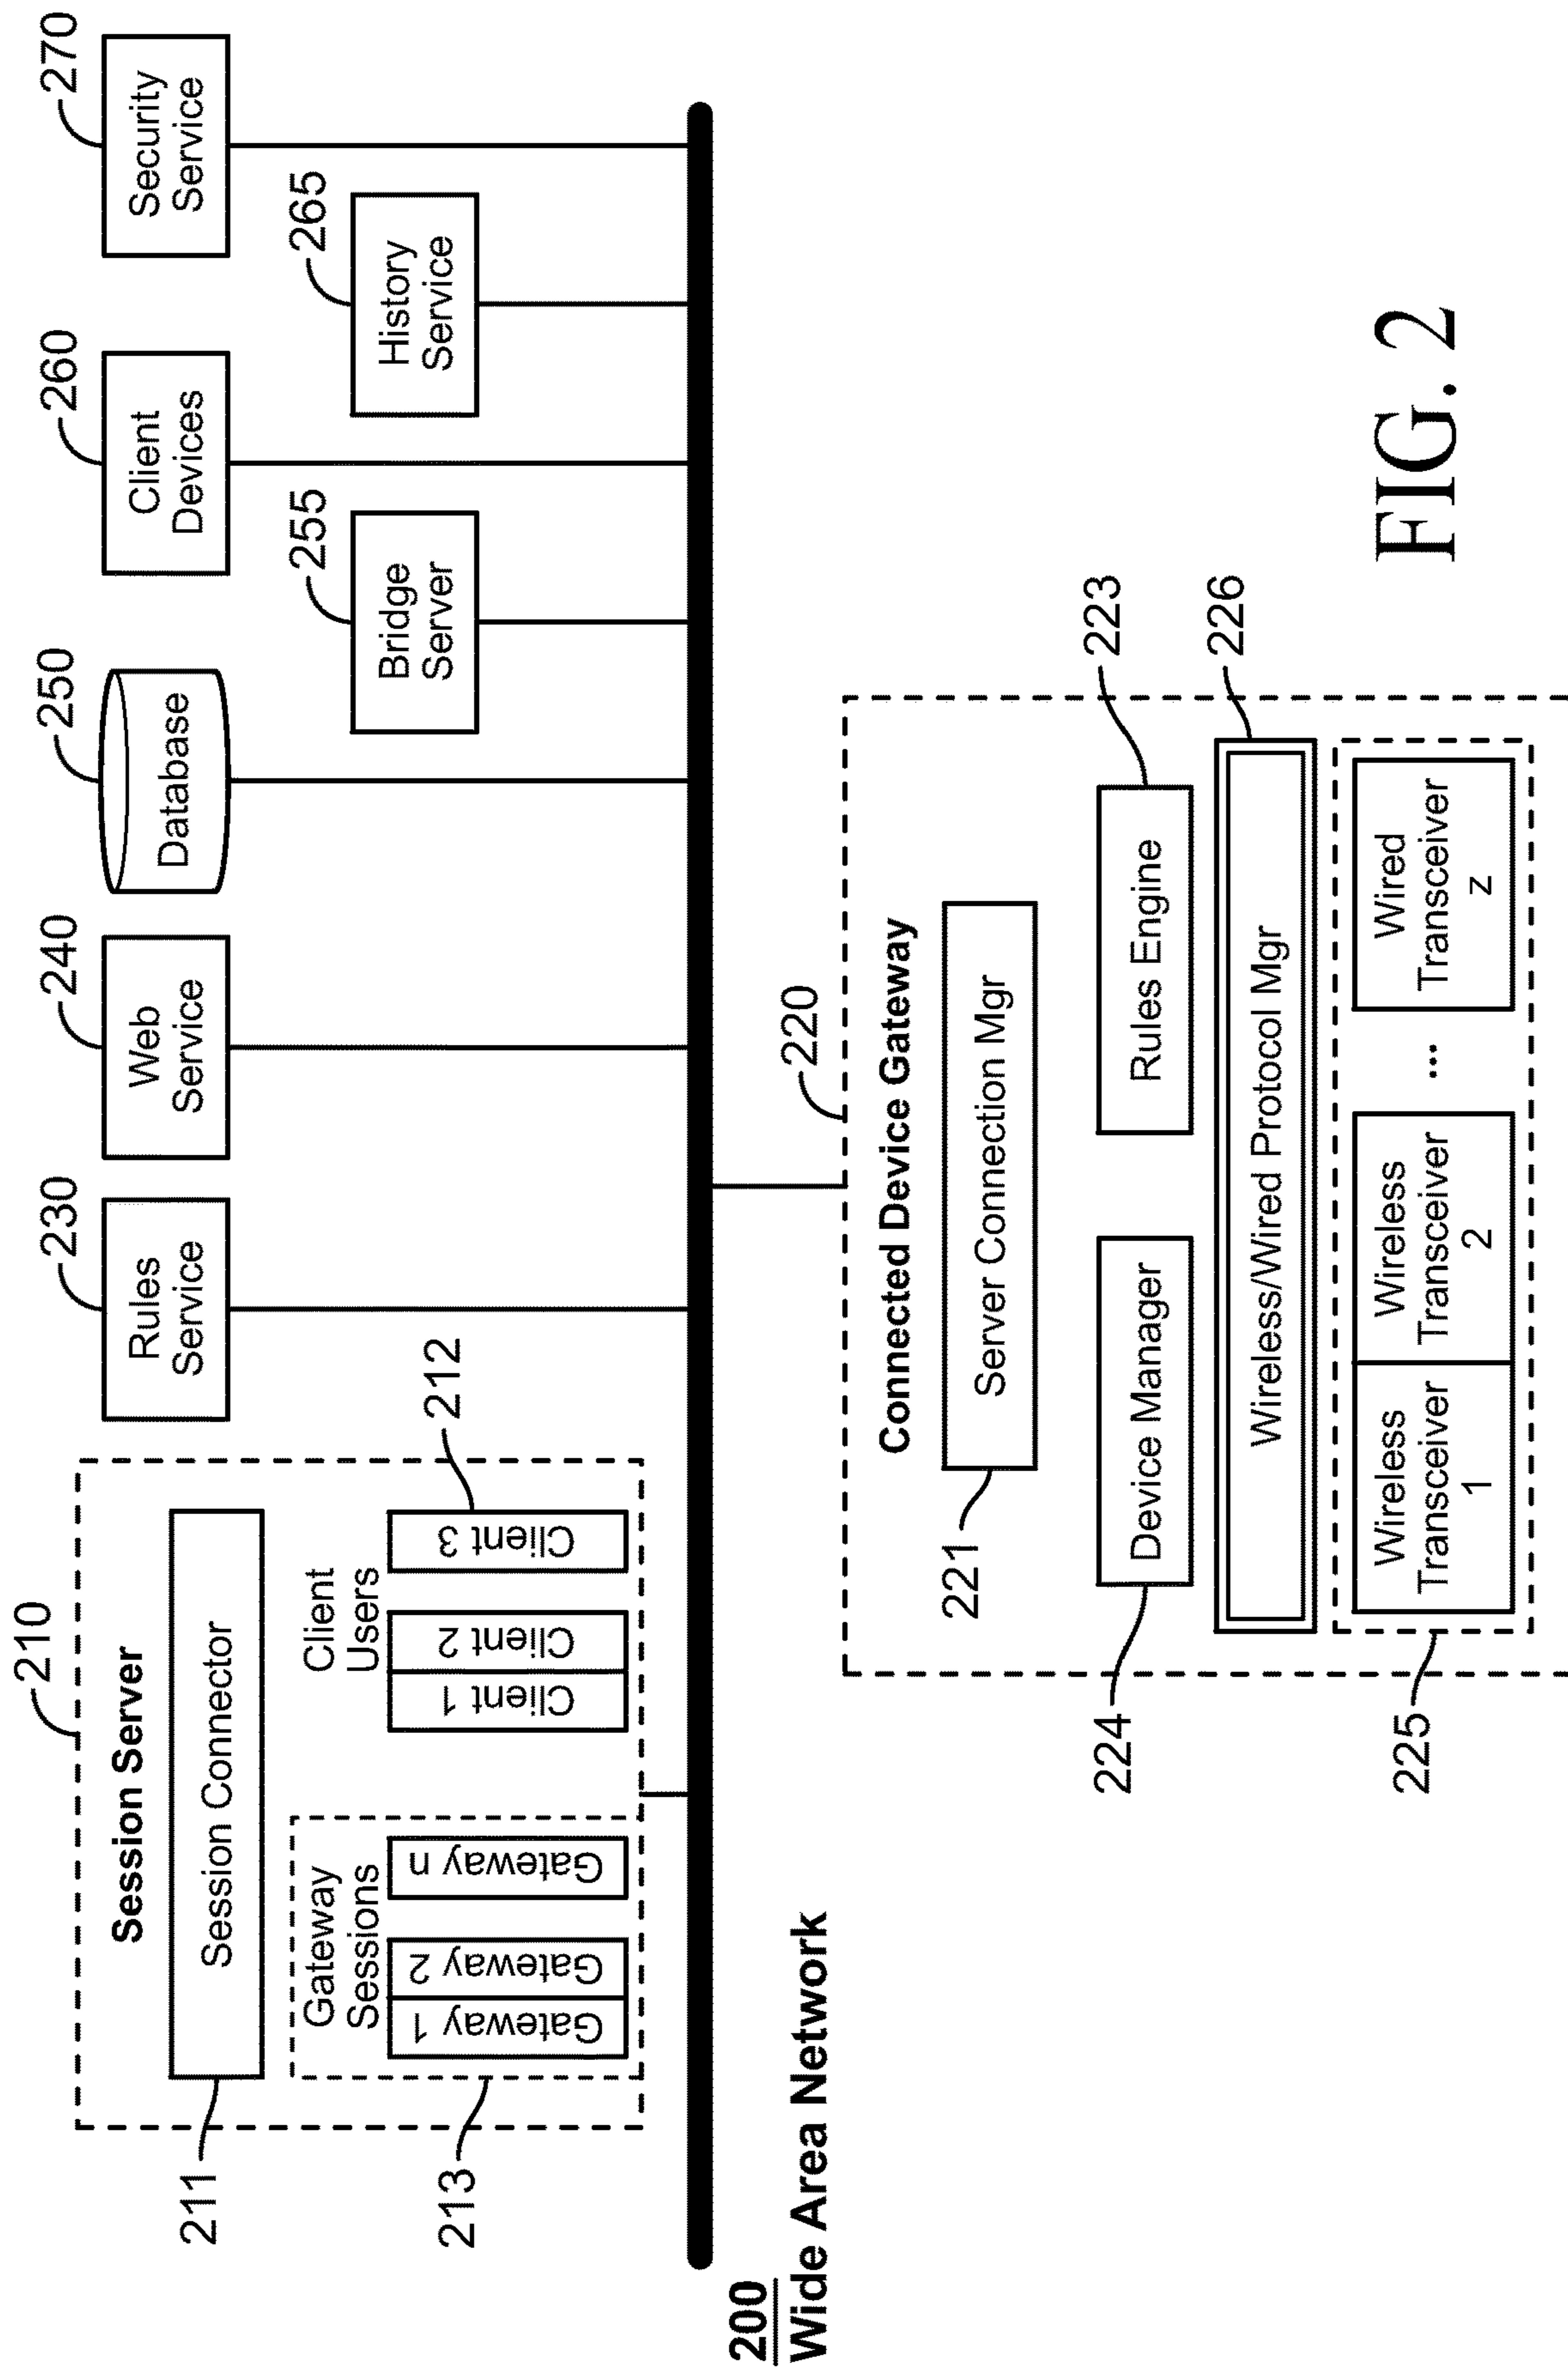 210
Session Server
Session Connector
211
Gateway
Sessions
Gateway 1
Gateway 2
Gateway n
213
Client
Users
Client 1
Client 2
Client 3
212
230
Rules
Service
240
Web
Service
250
Database
255
Bridge
Server
260
Client
Devices
265
History
Service
270
Security
Service
200
Wide Area Network
220
Connected Device Gateway
Server Connection Mgr
221
Device Manager
224
Rules Engine
223
Wireless/Wired Protocol Mgr
226
Wireless
Transceiver
1
Wireless
Transceiver
2
...
Wired
Transceiver
z
225
FIG. 2